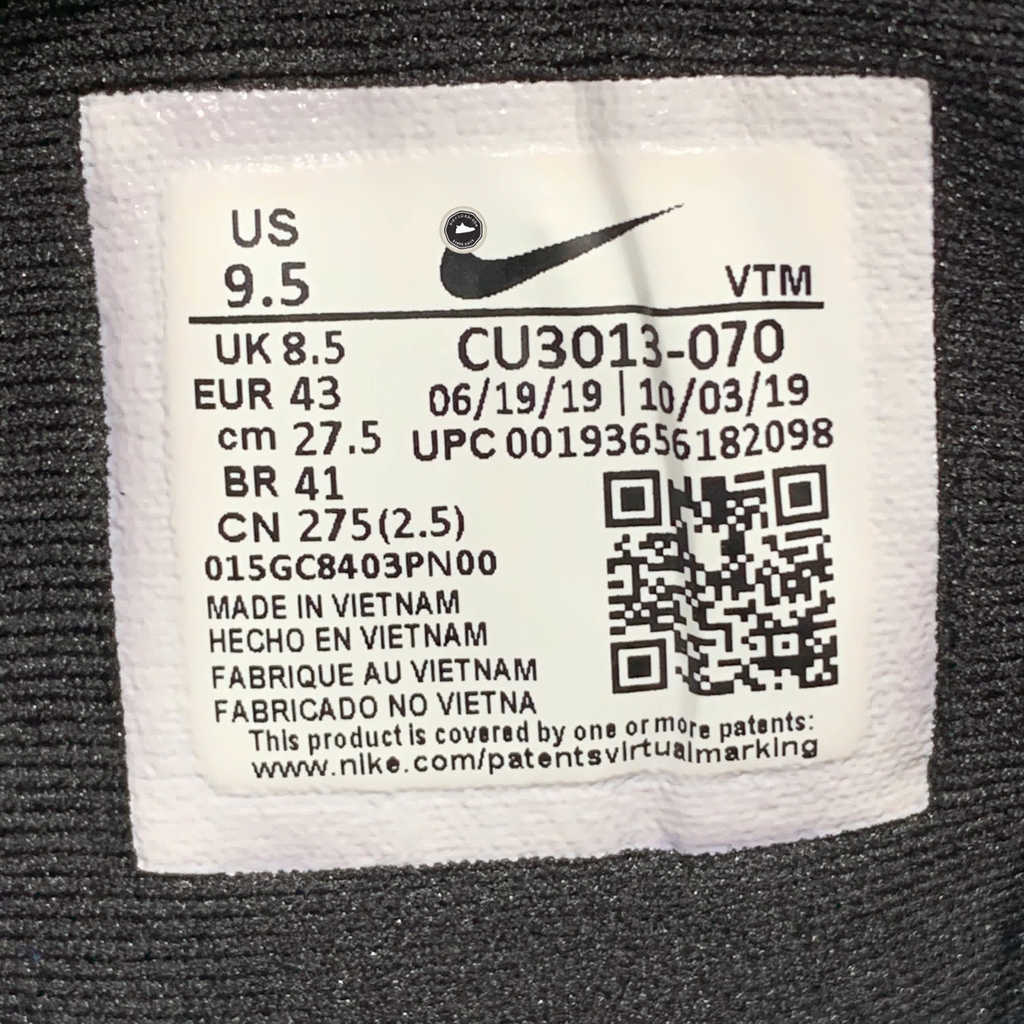 US
9.5
VTM
UK 8.5
CU3013-070
EUR 43
06/19/19 | 10/03/19
cm 27.5
UPC 00193656182098
BR 41
CN 275(2.5)
015GC8403PN00
MADE IN VIETNAM
HECHO EN VIETNAM
FABRIQUE AU VIETNAM
FABRICADO NO VIETNA
This product is covered by one or more patents:
www.nike.com/patentsvirtualmarking